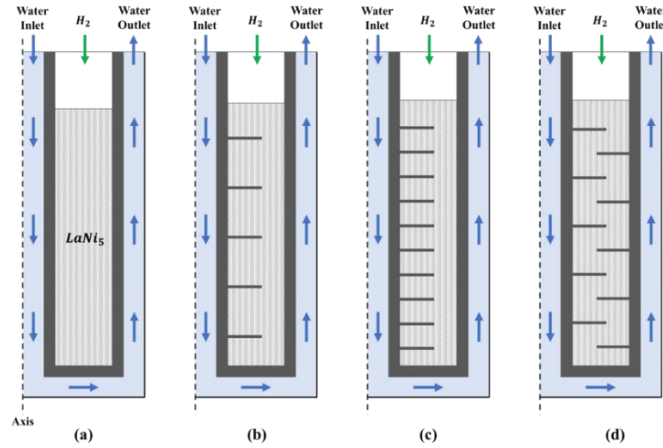 Water Inlet
H₂
Water Outlet
Water Inlet
H₂
Water Outlet
Water Inlet
H₂
Water Outlet
Water Inlet
H₂
Water Outlet
LaNi₅
Axis
(a)
(b)
(c)
(d)